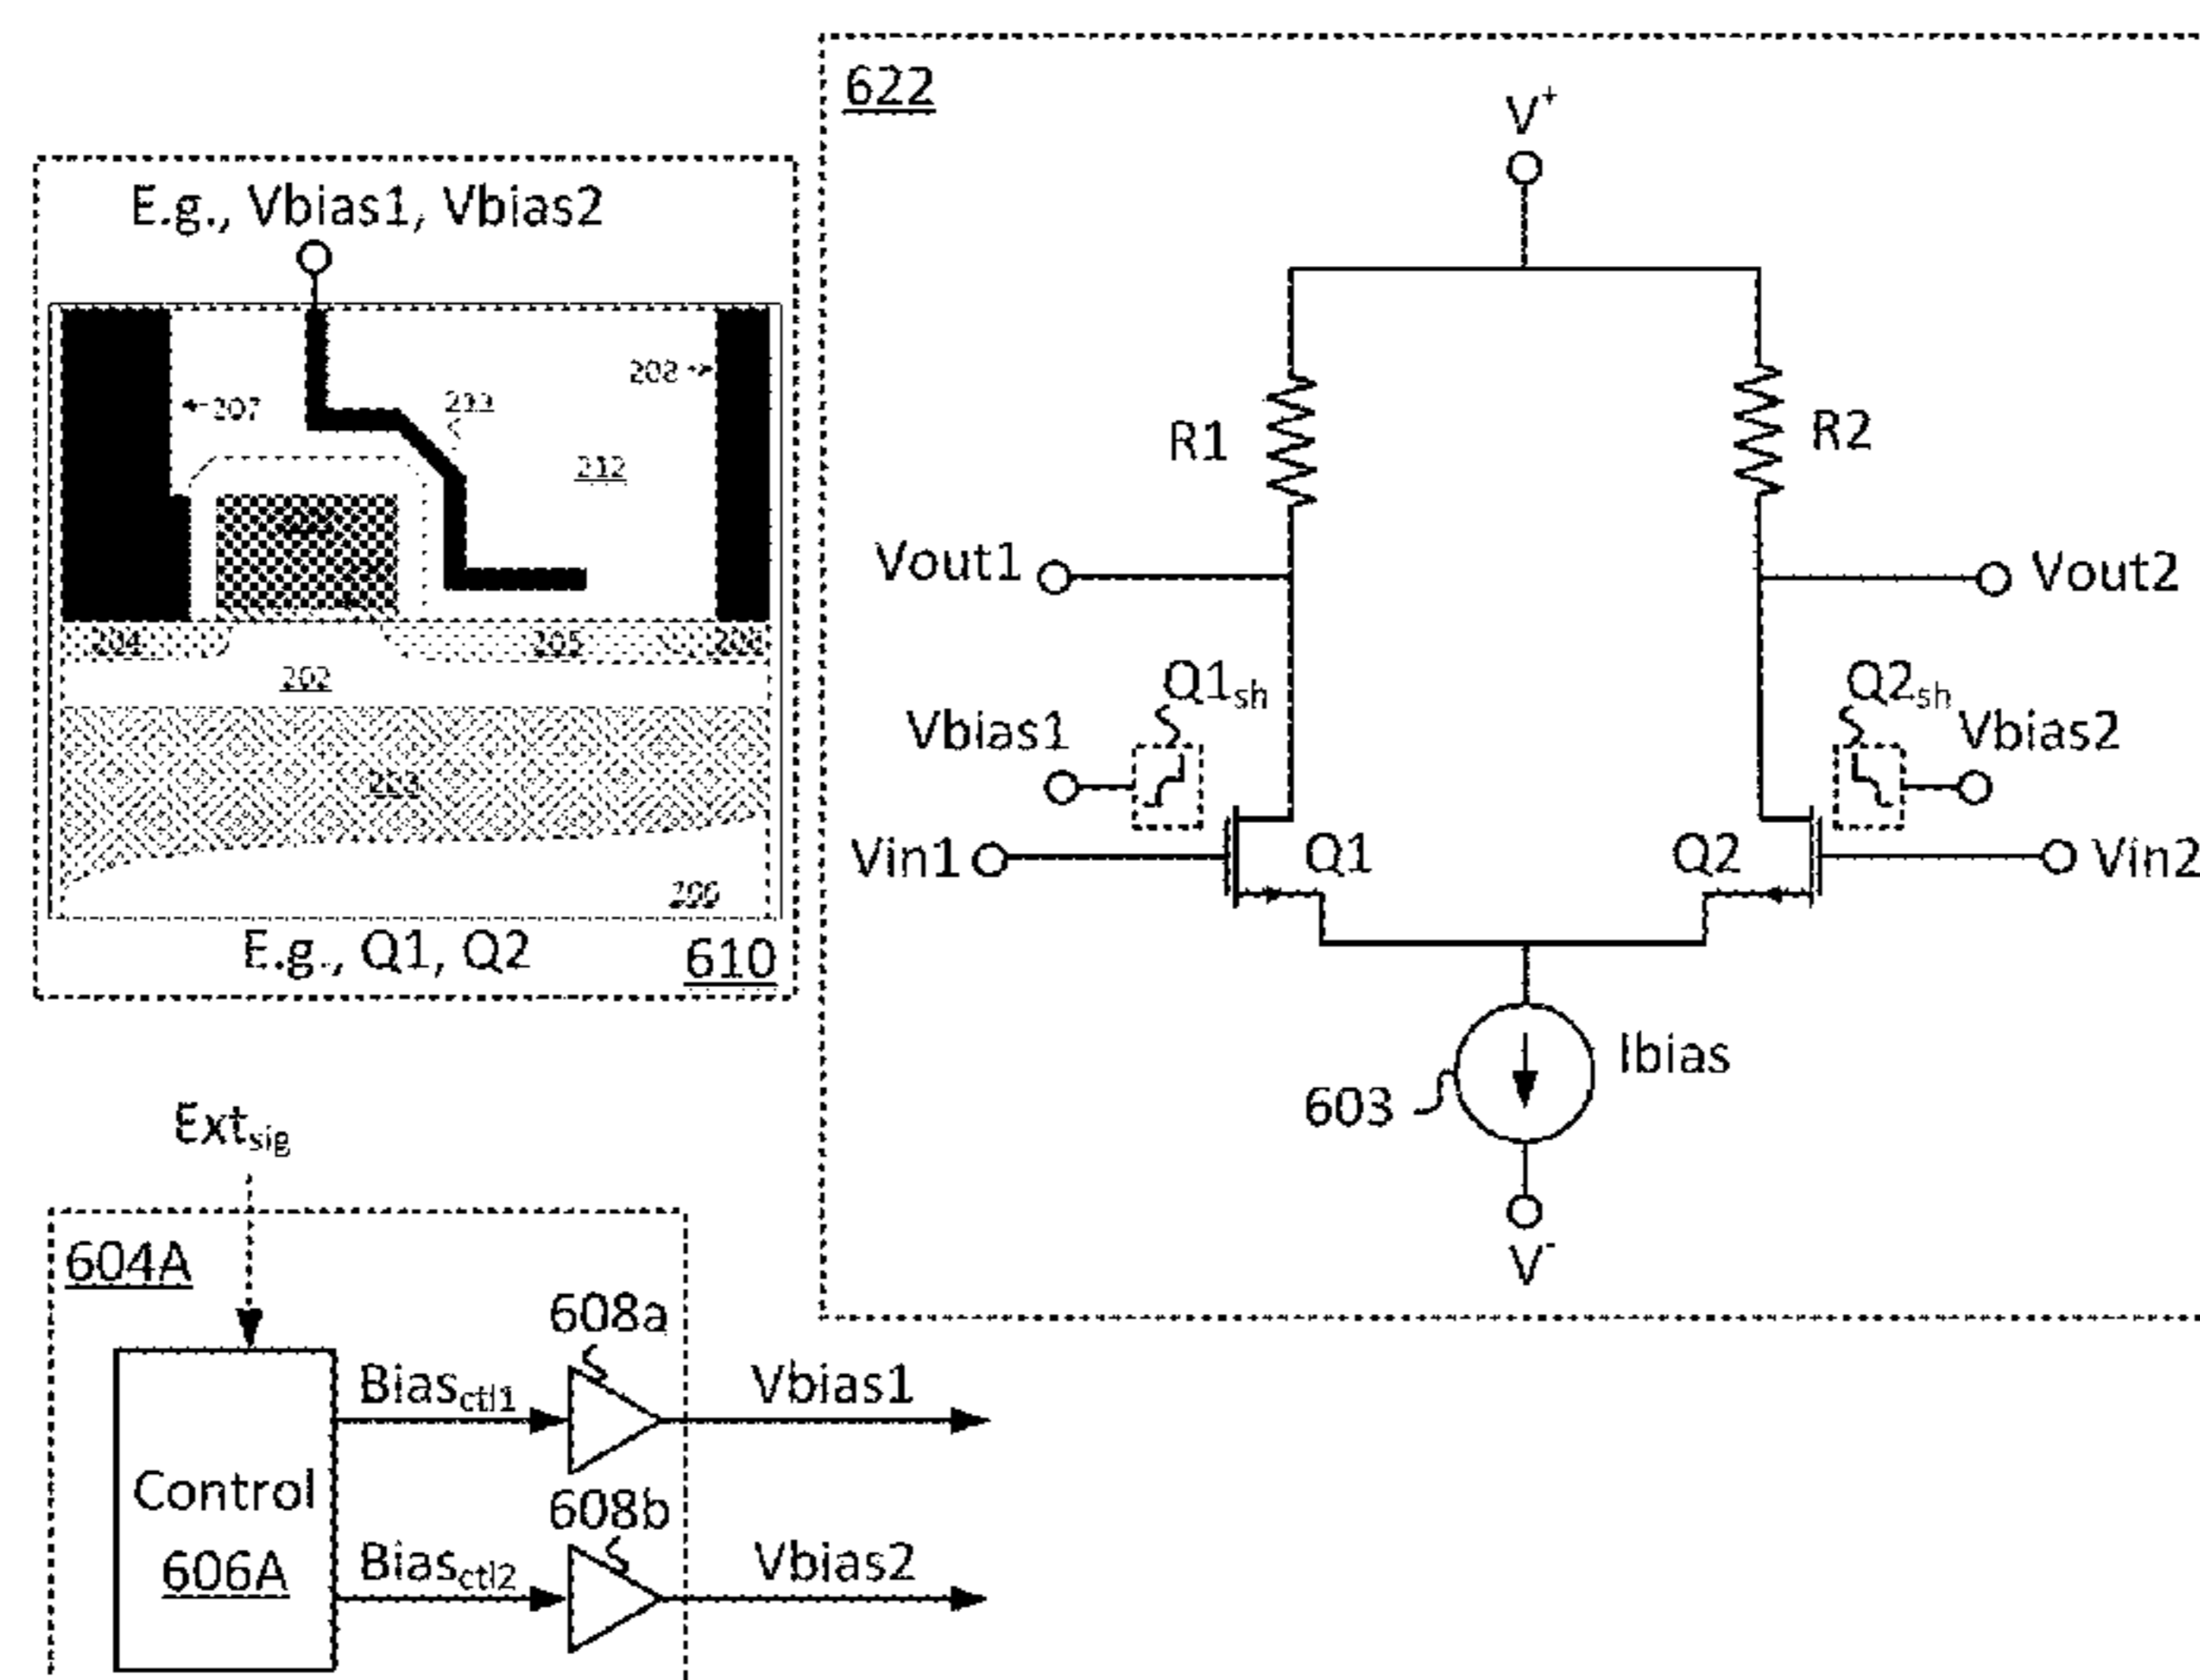 E.g., Vbias1, Vbias2
208
207
212
204
205
202
203
E.g., Q1, Q2
610
622
V+
R1
R2
Vout1
Vout2
Q1sh
Q2sh
Vbias1
Vbias2
Vin1
Q1
Q2
Vin2
603
Ibias
V-
Extsig
604A
608a
Biasctl1
Vbias1
Control
606A
608b
Biasctl2
Vbias2